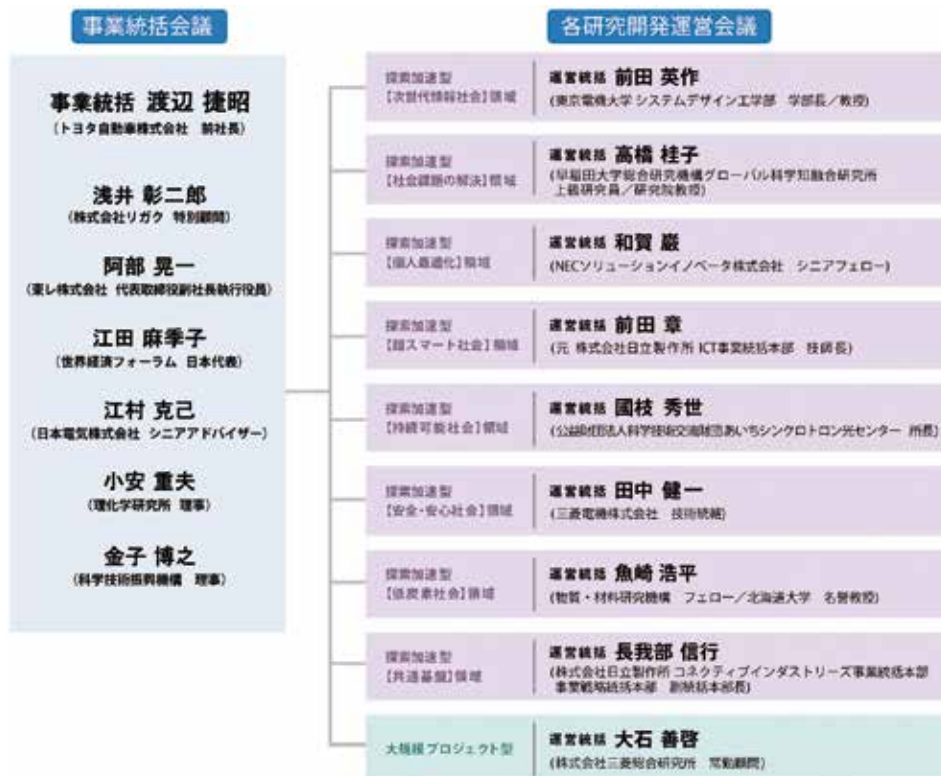 事業統括会議
事業統括 渡辺 捷昭
(トヨタ自動車株式会社 前社長)
浅井 彰二郎
(株式会社リガク 特別顧問)
阿部 晃一
(東レ株式会社 代表取締役副社長執行役員)
江田 麻季子
(世界経済フォーラム 日本代表)
江村 克己
(日本電気株式会社 シニアアドバイザー)
小安 重夫
(理化学研究所 理事)
金子 博之
(科学技術振興機構 理事)
各研究開発運営会議
探索加速型
【次世代情報社会】領域
運営統括 前田 英作
(東京電機大学 システムデザイン工学部 学部長／教授)
探索加速型
【社会課題の解決】領域
運営統括 高橋 桂子
(早稲田大学総合研究機構グローバル科学知融合研究所
上級研究員／研究院教授)
探索加速型
【個人最適化】領域
運営統括 和賀 巌
(NECソリューションイノベータ株式会社 シニアフェロー)
探索加速型
【超スマート社会】領域
運営統括 前田 章
(元 株式会社日立製作所 ICT事業統括本部 技師長)
探索加速型
【持続可能社会】領域
運営統括 國枝 秀世
(公益財団法人科学技術交流財団あいちシンクロトロン光センター 所長)
探索加速型
【安全・安心社会】領域
運営統括 田中 健一
(三菱電機株式会社 技術統轄)
探索加速型
【低炭素社会】領域
運営統括 魚崎 浩平
(物質・材料研究機構 フェロー／北海道大学 名誉教授)
探索加速型
【共通基盤】領域
運営統括 長我部 信行
(株式会社日立製作所 コネクティブインダストリーズ事業統括本部
事業戦略統括本部 副統括本部長)
大規模プロジェクト型
運営統括 大石 善啓
(株式会社三菱総合研究所 常勤顧問)